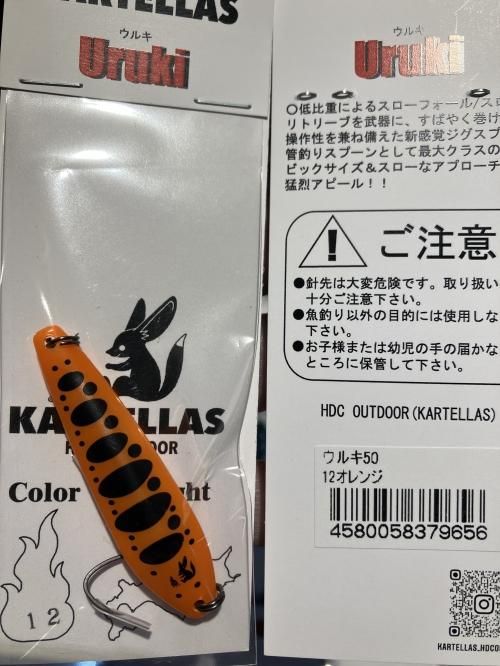 KARTELLAS
ウルキ
Uruki
KARTELLAS
Color
12
ウルキ
Uruki
○低比重によるスローフォール/スロ
リトリーブを武器に、すばやく巻け
操作性を兼ね備えた新感覚ジグスプ
管釣りスプーンとして最大クラスの
ビックサイズ&スローなアプローチ
猛烈アピール!!
ご注意
●針先は大変危険です。取り扱い
十分ご注意下さい。
●魚釣り以外の目的には使用しな
下さい。
●お子様または幼児の手の届かな
ところに保管して下さい。
HDC OUTDOOR(KARTELLAS)
ウルキ50
12オレンジ
4580058379656
KARTELLAS.HDCO